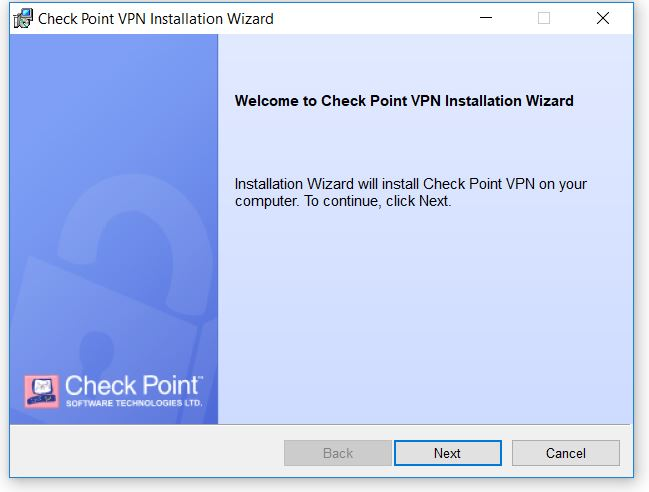 Check Point VPN Installation Wizard
Welcome to Check Point VPN Installation Wizard
Installation Wizard will install Check Point VPN on your
computer. To continue, click Next.
Check Point™
SOFTWARE TECHNOLOGIES LTD.
Back
Next
Cancel